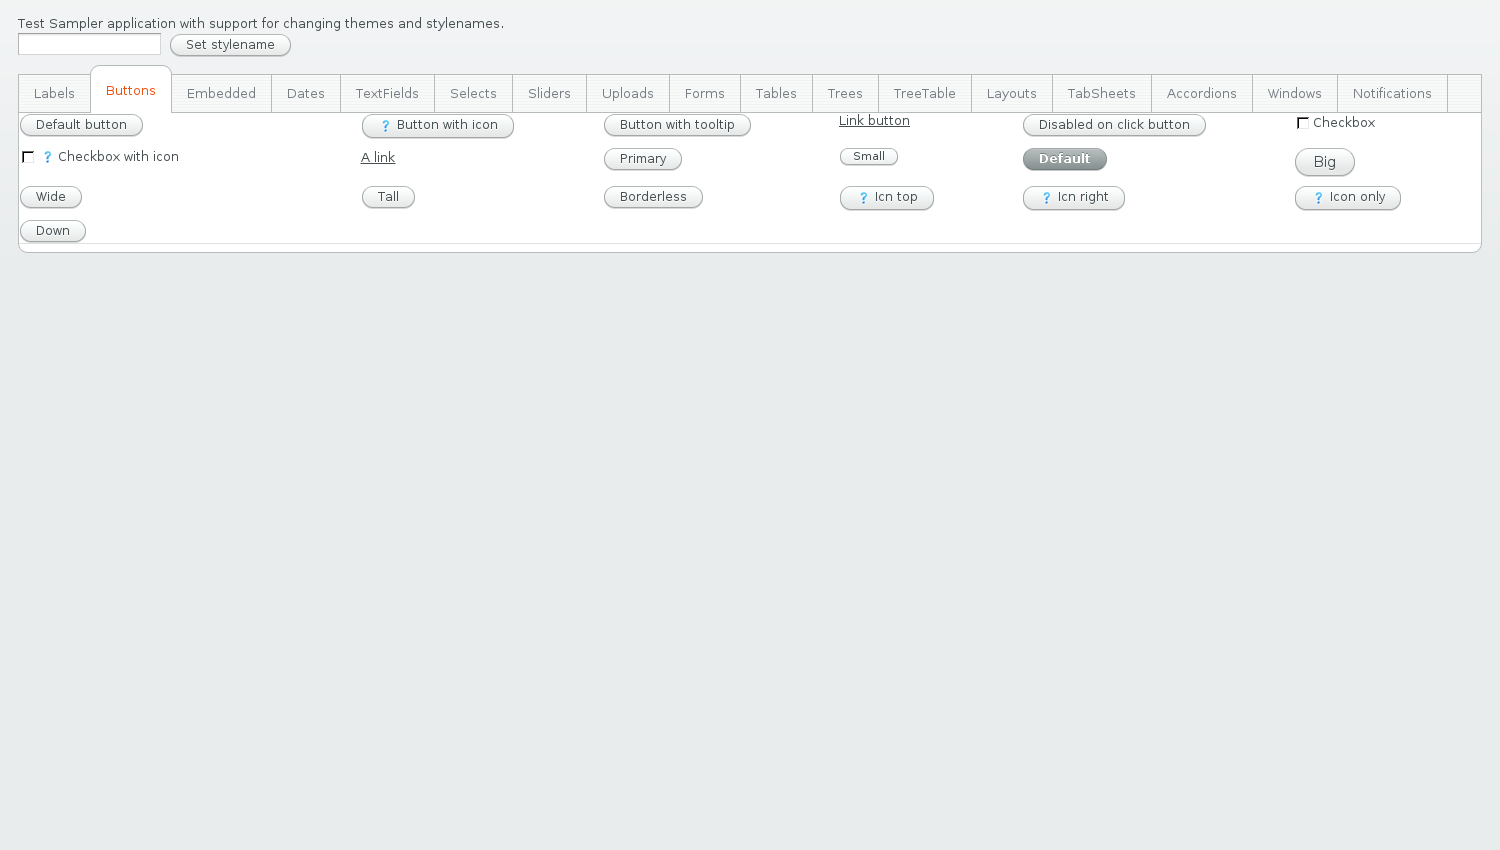 Test Sampler application with support for changing themes and stylenames.
Set stylename
Labels Buttons Embedded Dates TextFields Selects Sliders Uploads Forms Tables Trees TreeTable Layouts TabSheets Accordions Windows Notifications
Default button ? Button with icon Button with tooltip Link button Disabled on click button Checkbox
? Checkbox with icon A link Primary Small Default Big
Wide Tall Borderless ? Icn top ? Icn right ? Icon only
Down